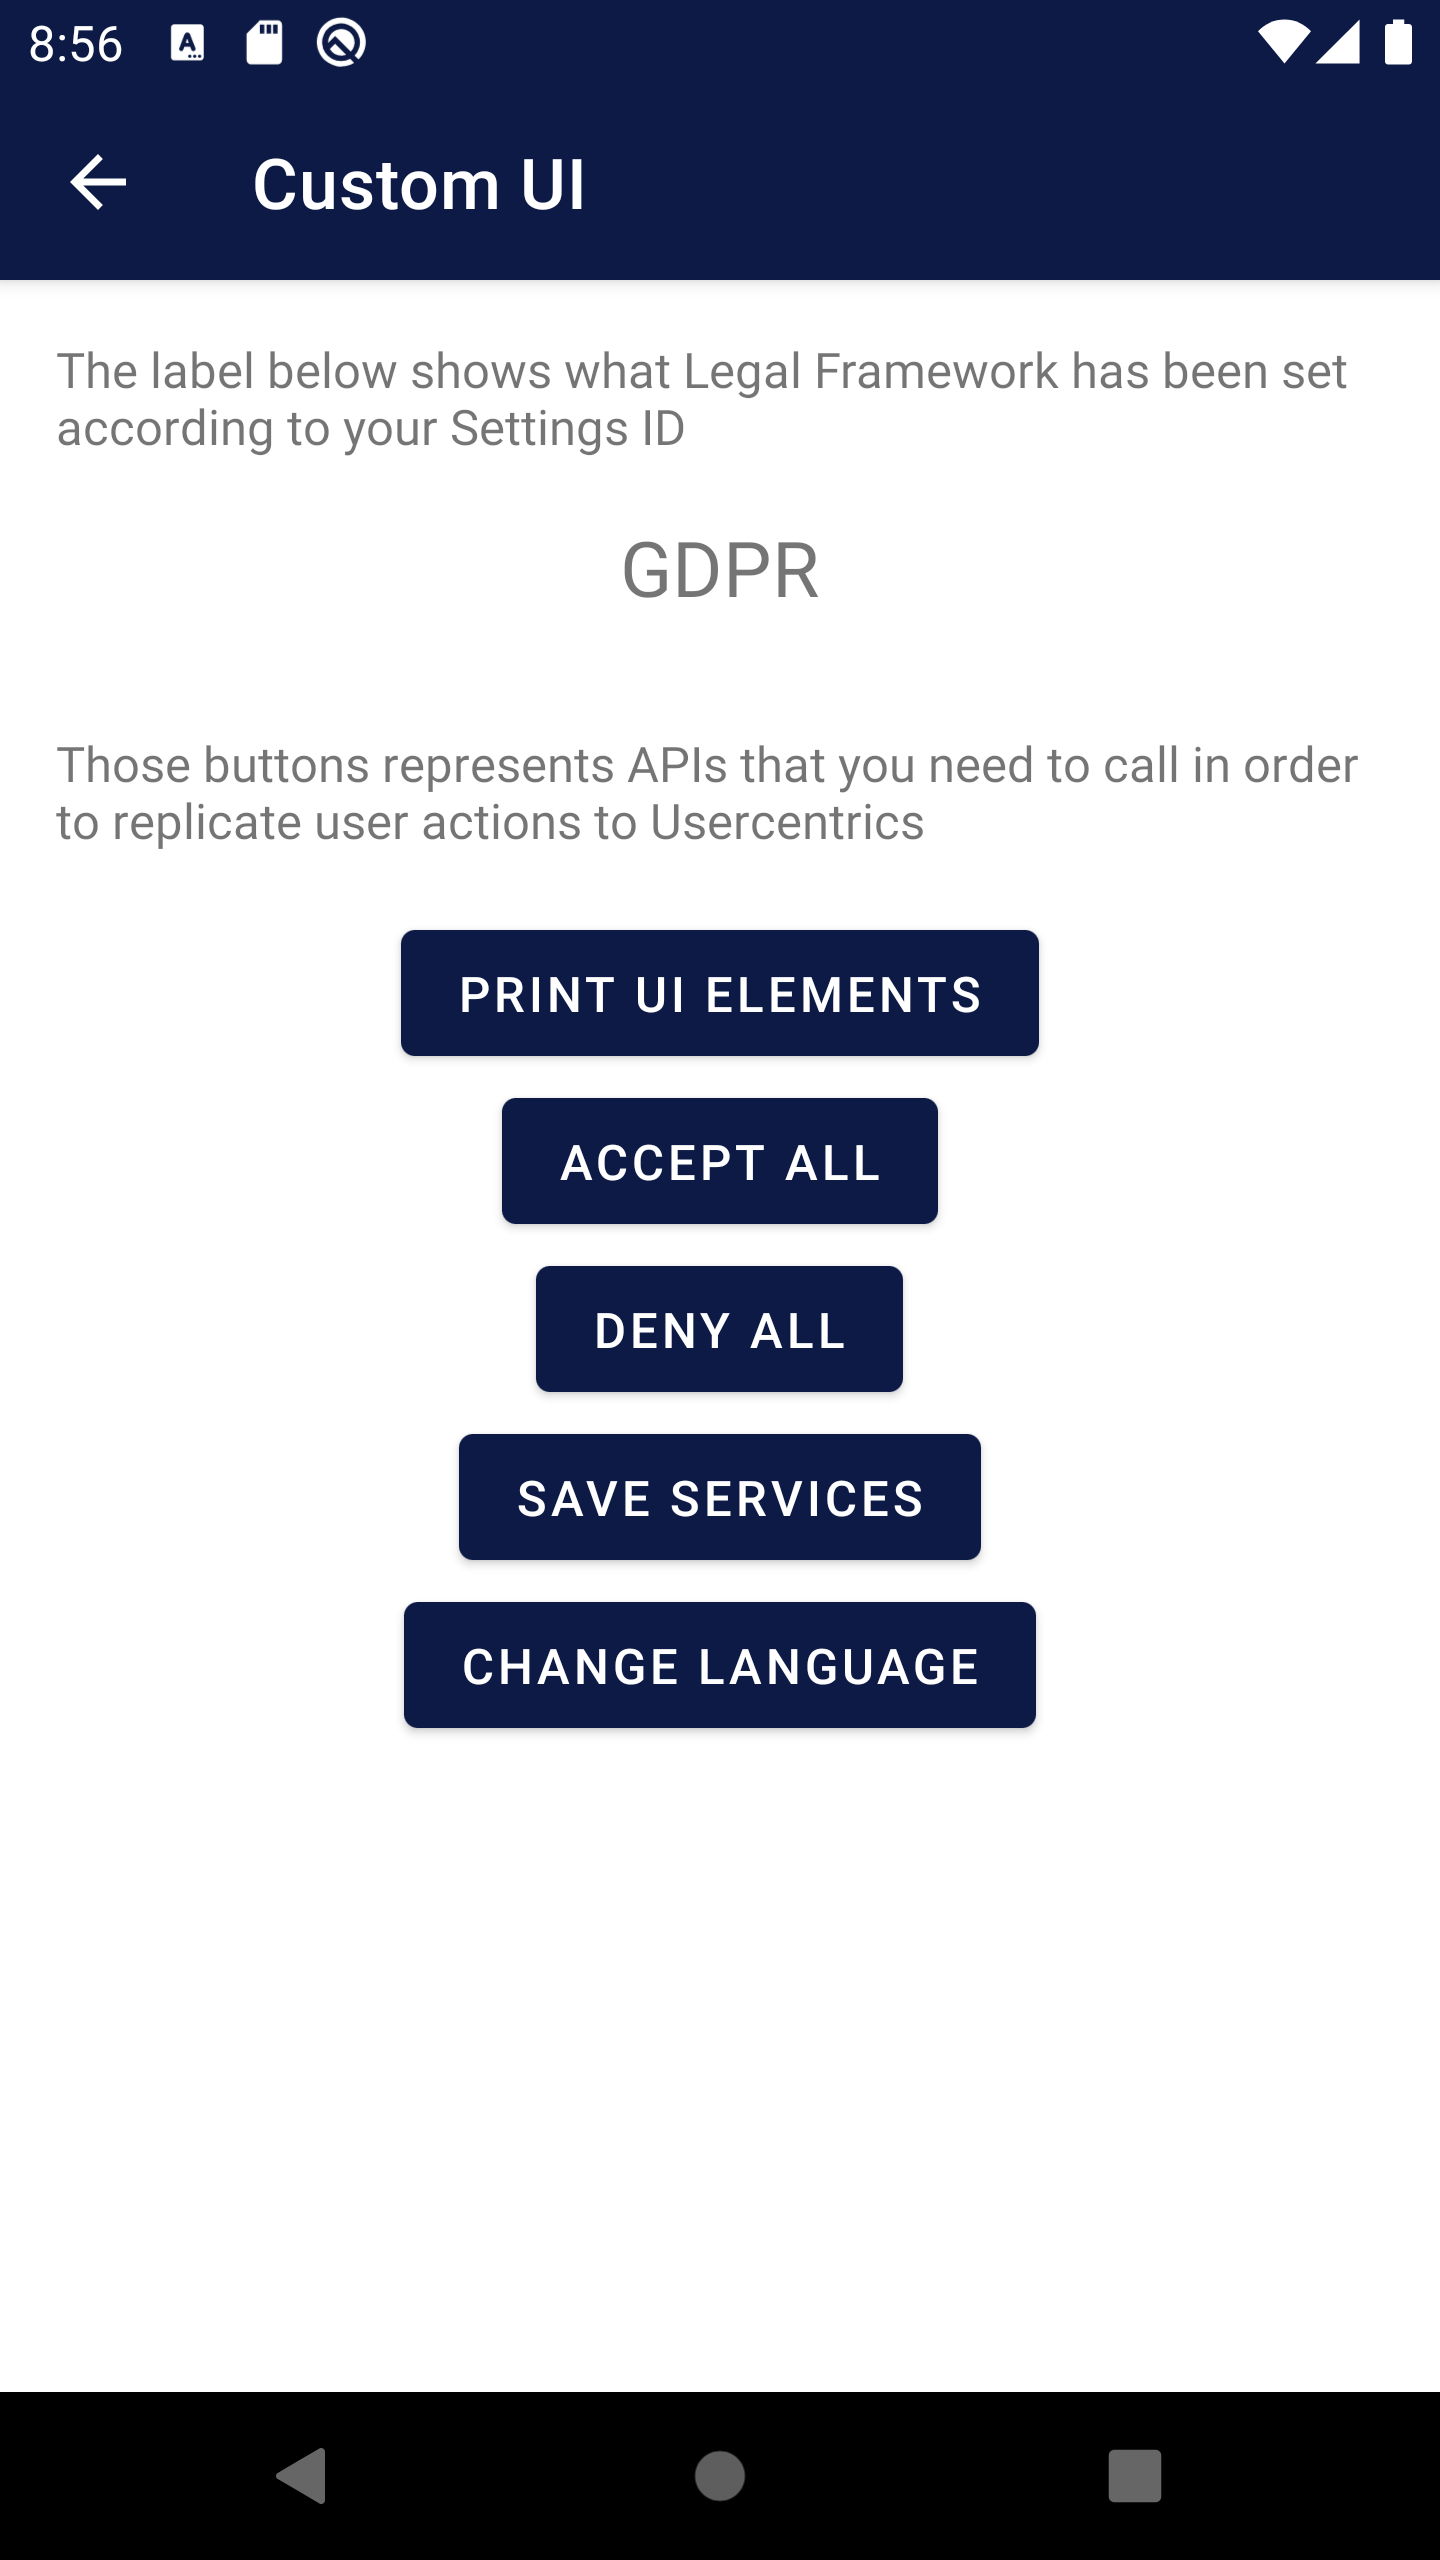 8:56
Custom UI
The label below shows what Legal Framework has been set
according to your Settings ID
GDPR
Those buttons represents APIs that you need to call in order
to replicate user actions to Usercentrics
PRINT UI ELEMENTS
ACCEPT ALL
DENY ALL
SAVE SERVICES
CHANGE LANGUAGE